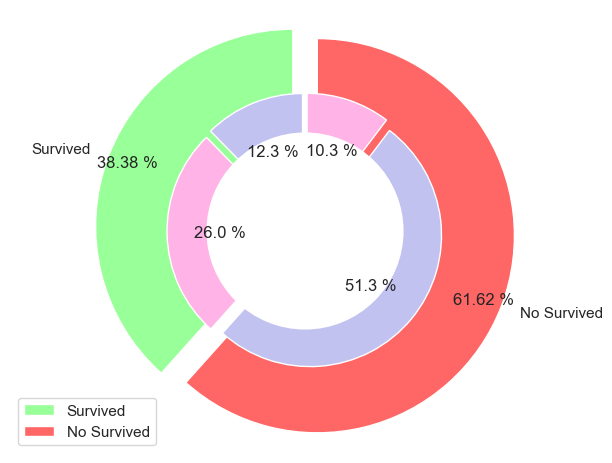 Survived
38.38 %
12.3 %
10.3 %
26.0 %
51.3 %
61.62 %
No Survived
Survived
No Survived